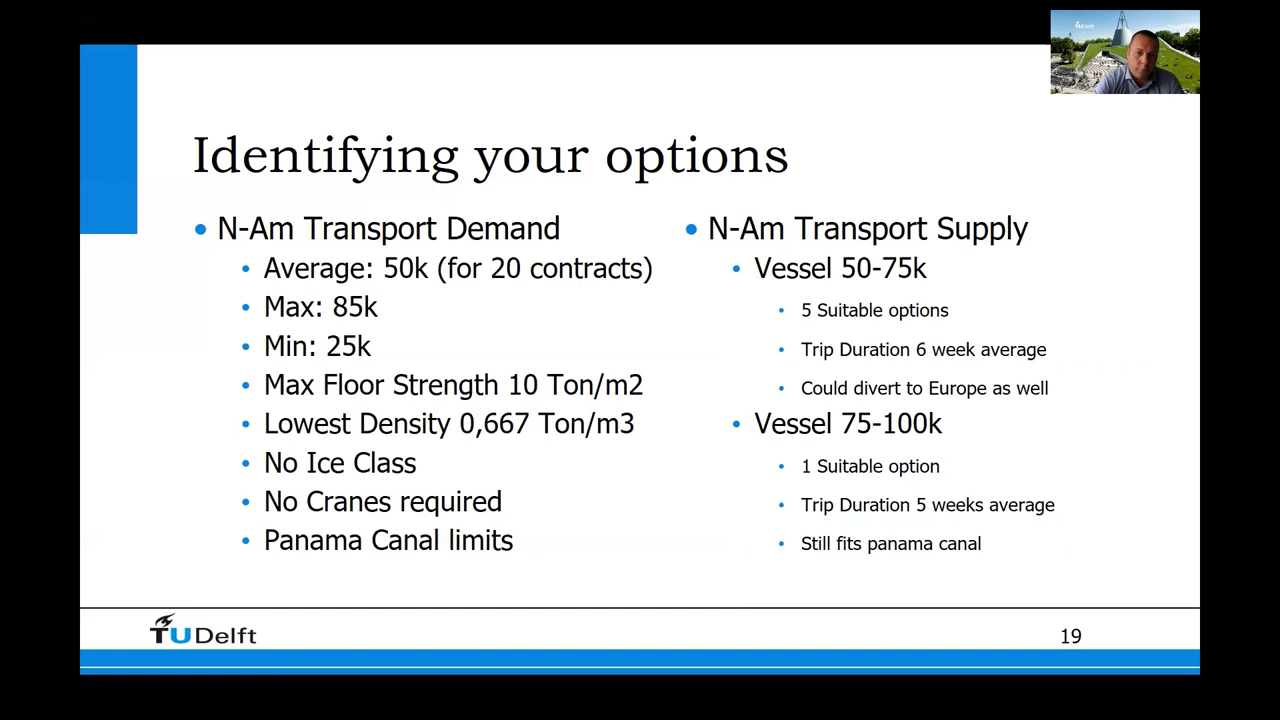 TUDelft
Identifying your options
• N-Am Transport Demand
• Average: 50k (for 20 contracts)
• Max: 85k
• Min: 25k
• Max Floor Strength 10 Ton/m2
• Lowest Density 0,667 Ton/m3
• No Ice Class
• No Cranes required
• Panama Canal limits
• N-Am Transport Supply
• Vessel 50-75k
• 5 Suitable options
• Trip Duration 6 week average
• Could divert to Europe as well
• Vessel 75-100k
• 1 Suitable option
• Trip Duration 5 weeks average
• Still fits panama canal
TUDelft
19